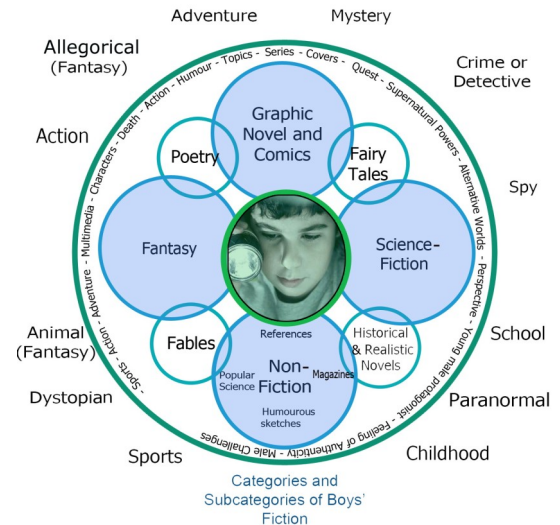 Adventure
Mystery
Allegorical
(Fantasy)
Crime or
Detective
Action
Spy
Animal
(Fantasy)
School
Dystopian
Paranormal
Sports
Childhood
- Sports - Action - Adventure - Multimedia - Characters - Death - Action - Humour - Topics - Series - Covers - Quest - Supernatural Powers - Alternative Worlds - Perspective - Young male protagonist - Feeling of Authenticity - Male Challenges
Graphic
Novel and
Comics
Poetry
Fairy
Tales
Fantasy
Science-
Fiction
Fables
Historical
& Realistic
Novels
References
Non-
Fiction
Popular
Science
Magazines
Humourous
sketches
Categories and
Subcategories of Boys'
Fiction